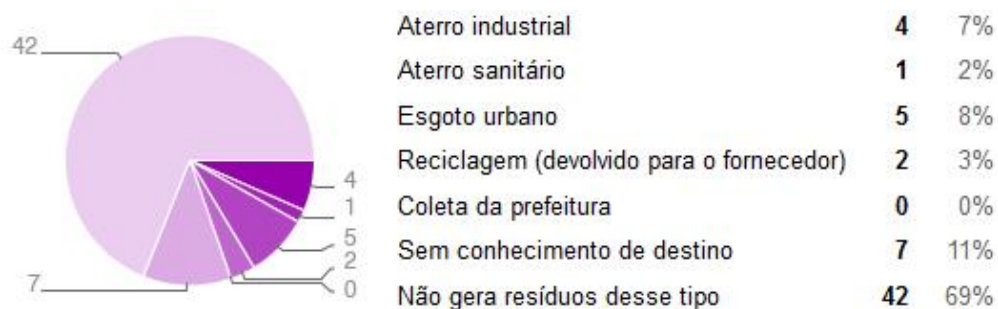 42
4
1
5
2
0
7
Aterro industrial 4 7%
Aterro sanitário 1 2%
Esgoto urbano 5 8%
Reciclagem (devolvido para o fornecedor) 2 3%
Coleta da prefeitura 0 0%
Sem conhecimento de destino 7 11%
Não gera resíduos desse tipo 42 69%